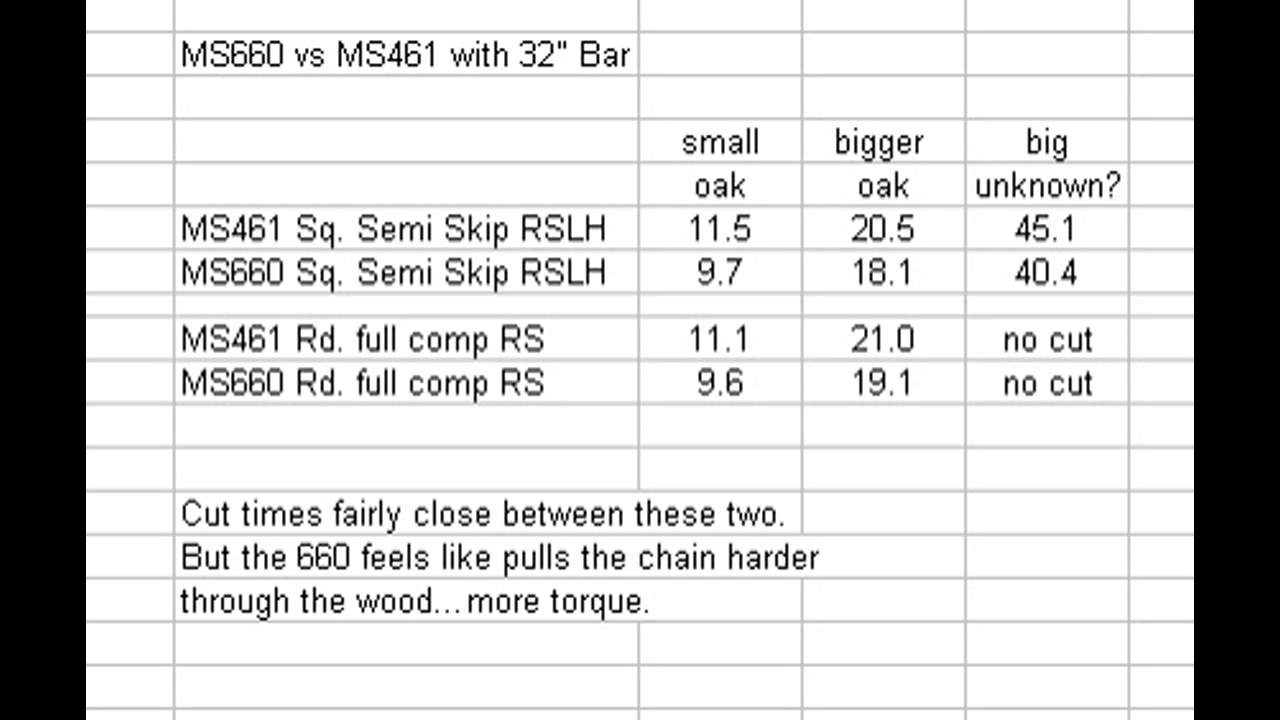 MS660 vs MS461 with 32" Bar
small bigger big
oak oak unknown?
MS461 Sq. Semi Skip RSLH 11.5 20.5 45.1
MS660 Sq. Semi Skip RSLH 9.7 18.1 40.4
MS461 Rd. full comp RS 11.1 21.0 no cut
MS660 Rd. full comp RS 9.6 19.1 no cut
Cut times fairly close between these two.
But the 660 feels like pulls the chain harder
through the wood...more torque.